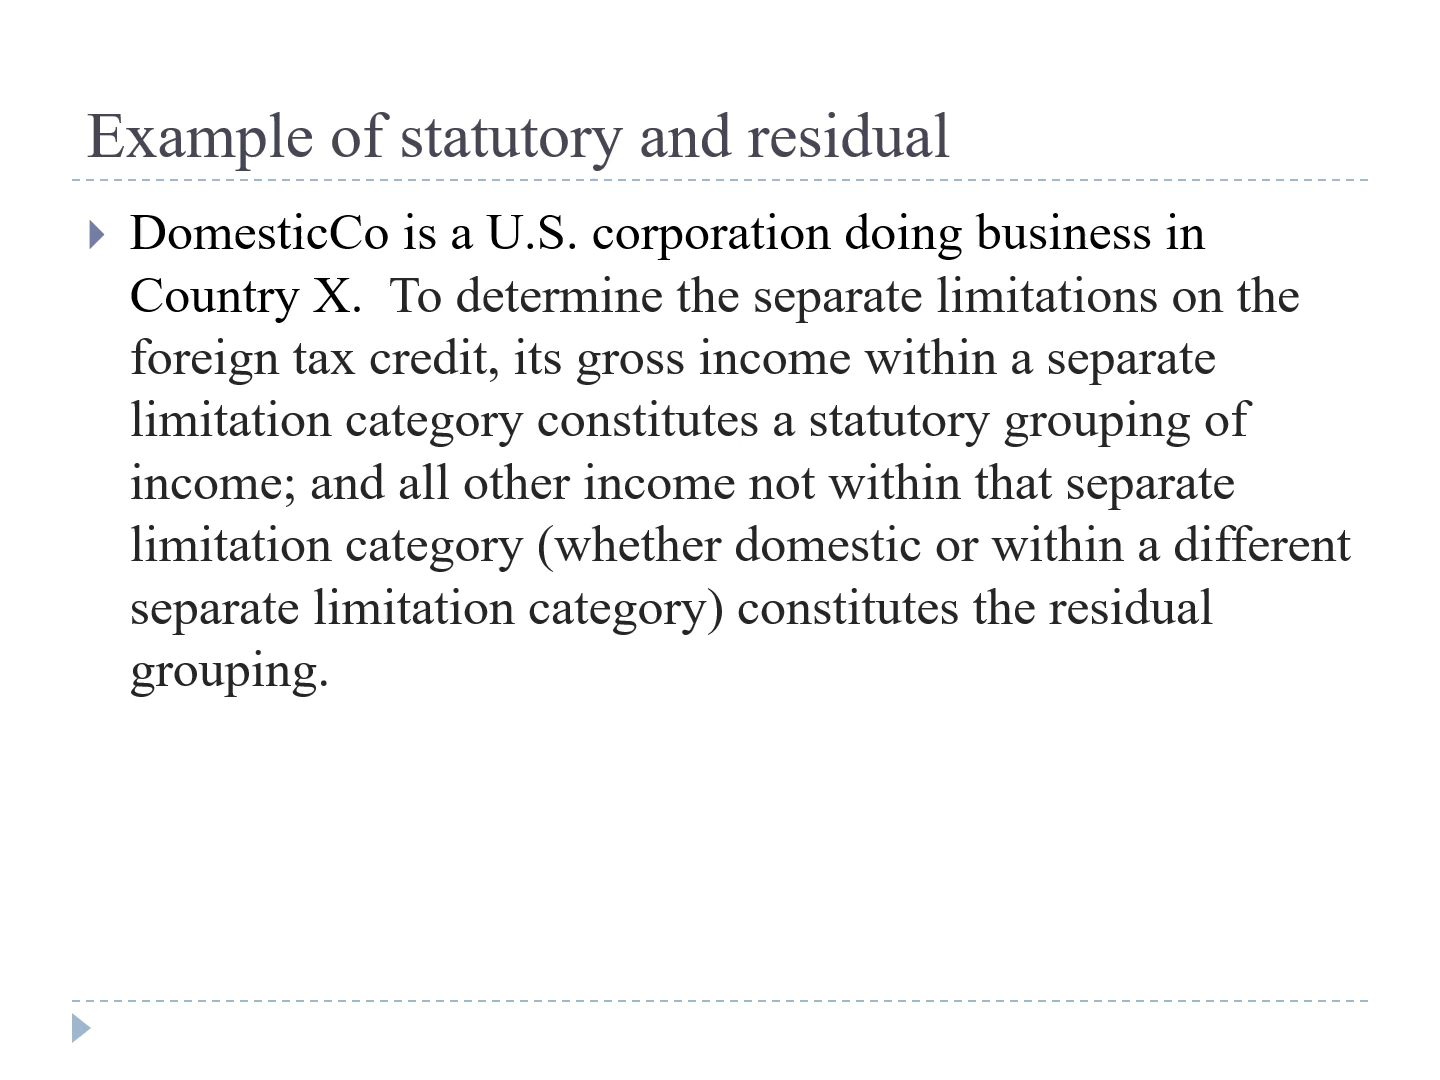 Example of statutory and residual
DomesticCo is a U.S. corporation doing business in
Country X.  To determine the separate limitations on the
foreign tax credit, its gross income within a separate
limitation category constitutes a statutory grouping of
income; and all other income not within that separate
limitation category (whether domestic or within a different
separate limitation category) constitutes the residual
grouping.